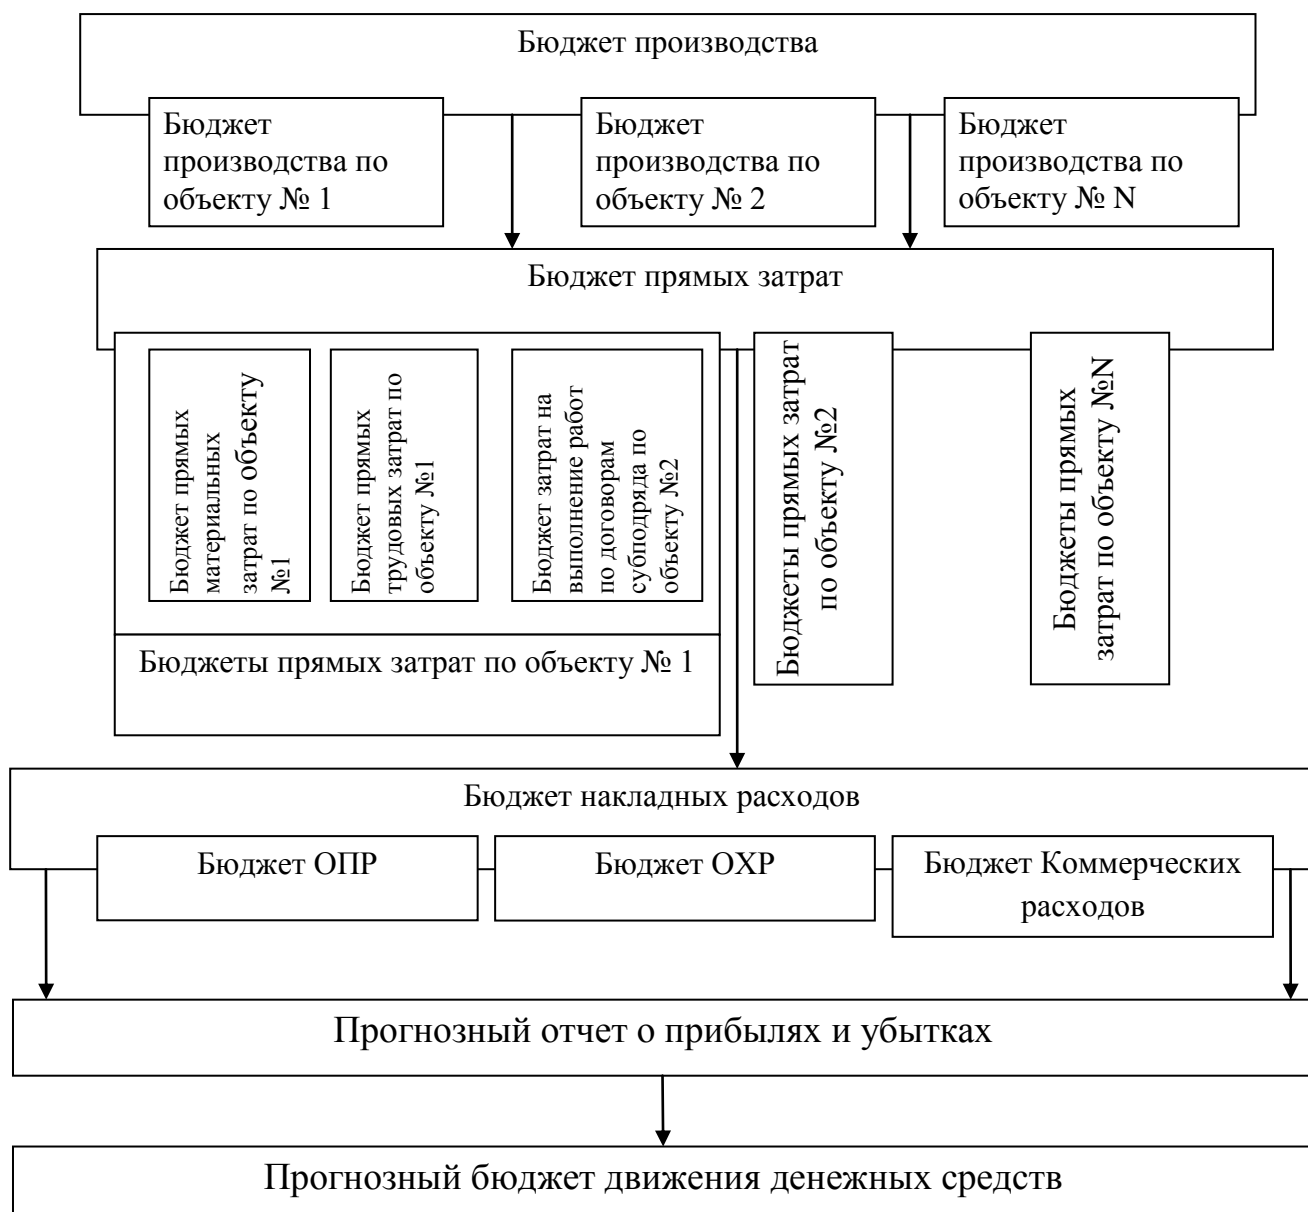 Бюджет производства
Бюджет
производства по
объекту № 1
Бюджет
производства по
объекту № 2
Бюджет
производства по
объекту № N
Бюджет прямых затрат
Бюджет прямых
материальных
затрат по объекту
№1
Бюджет прямых
трудовых затрат по
объекту №1
Бюджет затрат на
выполнение работ
по договорам
субподряда по
объекту №2
Бюджеты прямых затрат
по объекту №2
Бюджеты прямых
затрат по объекту №N
Бюджеты прямых затрат по объекту № 1
Бюджет накладных расходов
Бюджет ОПР
Бюджет ОХР
Бюджет Коммерческих
расходов
Прогнозный отчет о прибылях и убытках
Прогнозный бюджет движения денежных средств